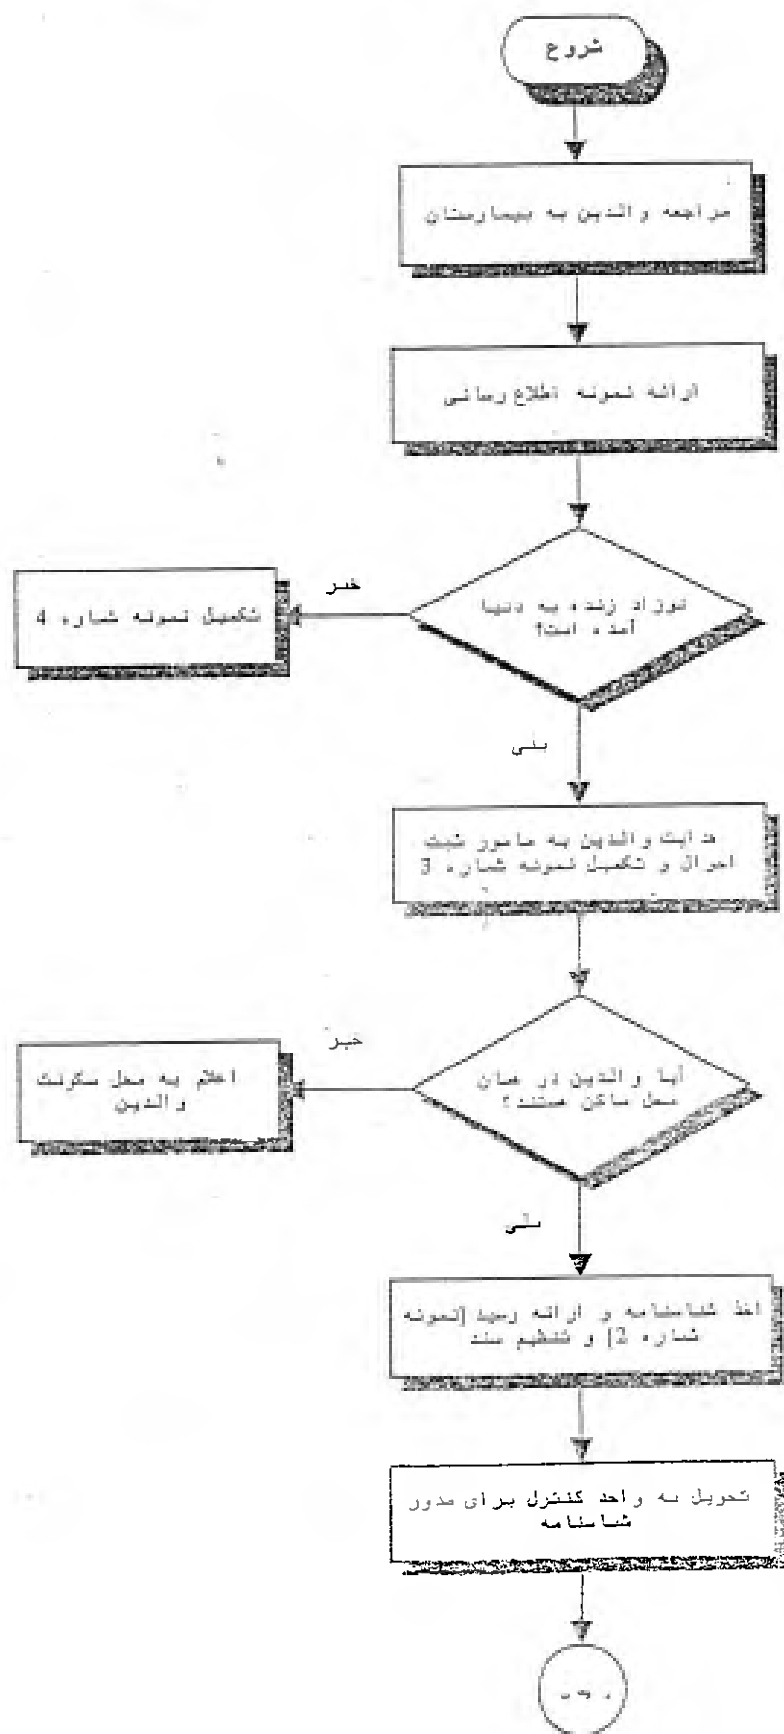 شروع
مراجعه والدین به بیمارستان
ارائه نمونه اطلاع رسانی
نوزاد زنده به دنیا
آمده است؟
خیر
تکمیل نمونه شماره 4
بلی
هدایت والدین به مامور ثبت
احوال و تکمیل نمونه شماره 3
آیا والدین در همان
محل ساکن هستند؟
خیر
اعلام به محل سکونت
والدین
بلی
اخذ شناسنامه و ارائه رسید [نمونه
شماره 2] و تنظیم سند
تحویل به واحد کنترل برای صدور
شناسنامه